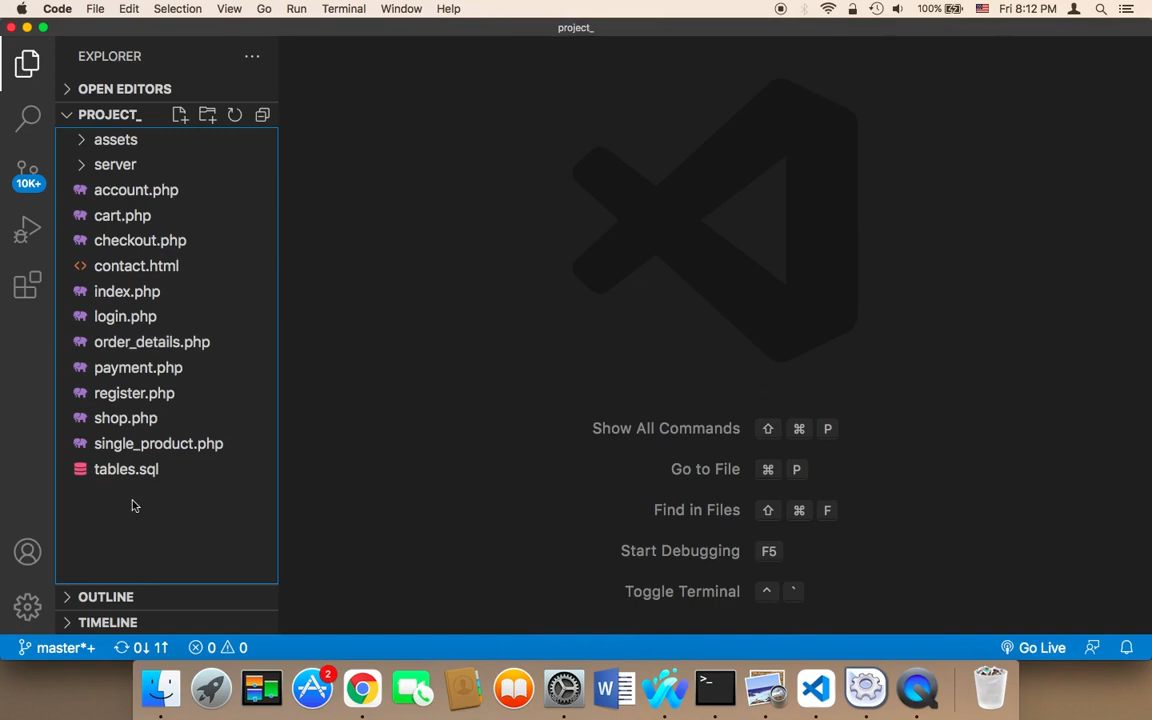 Code File Edit Selection View Go Run Terminal Window Help
100% Fri 8:12 PM
project_
EXPLORER
OPEN EDITORS
PROJECT_
assets
server
10K+
account.php
cart.php
checkout.php
contact.html
index.php
login.php
order_details.php
payment.php
register.php
shop.php
single_product.php
tables.sql
Show All Commands ⇧ ⌘ P
Go to File ⌘ P
Find in Files ⇧ ⌘ F
Start Debugging F5
Toggle Terminal ^ `
OUTLINE
TIMELINE
master*+ 0↓ 1↑ 0 0
Go Live
2
W
>_